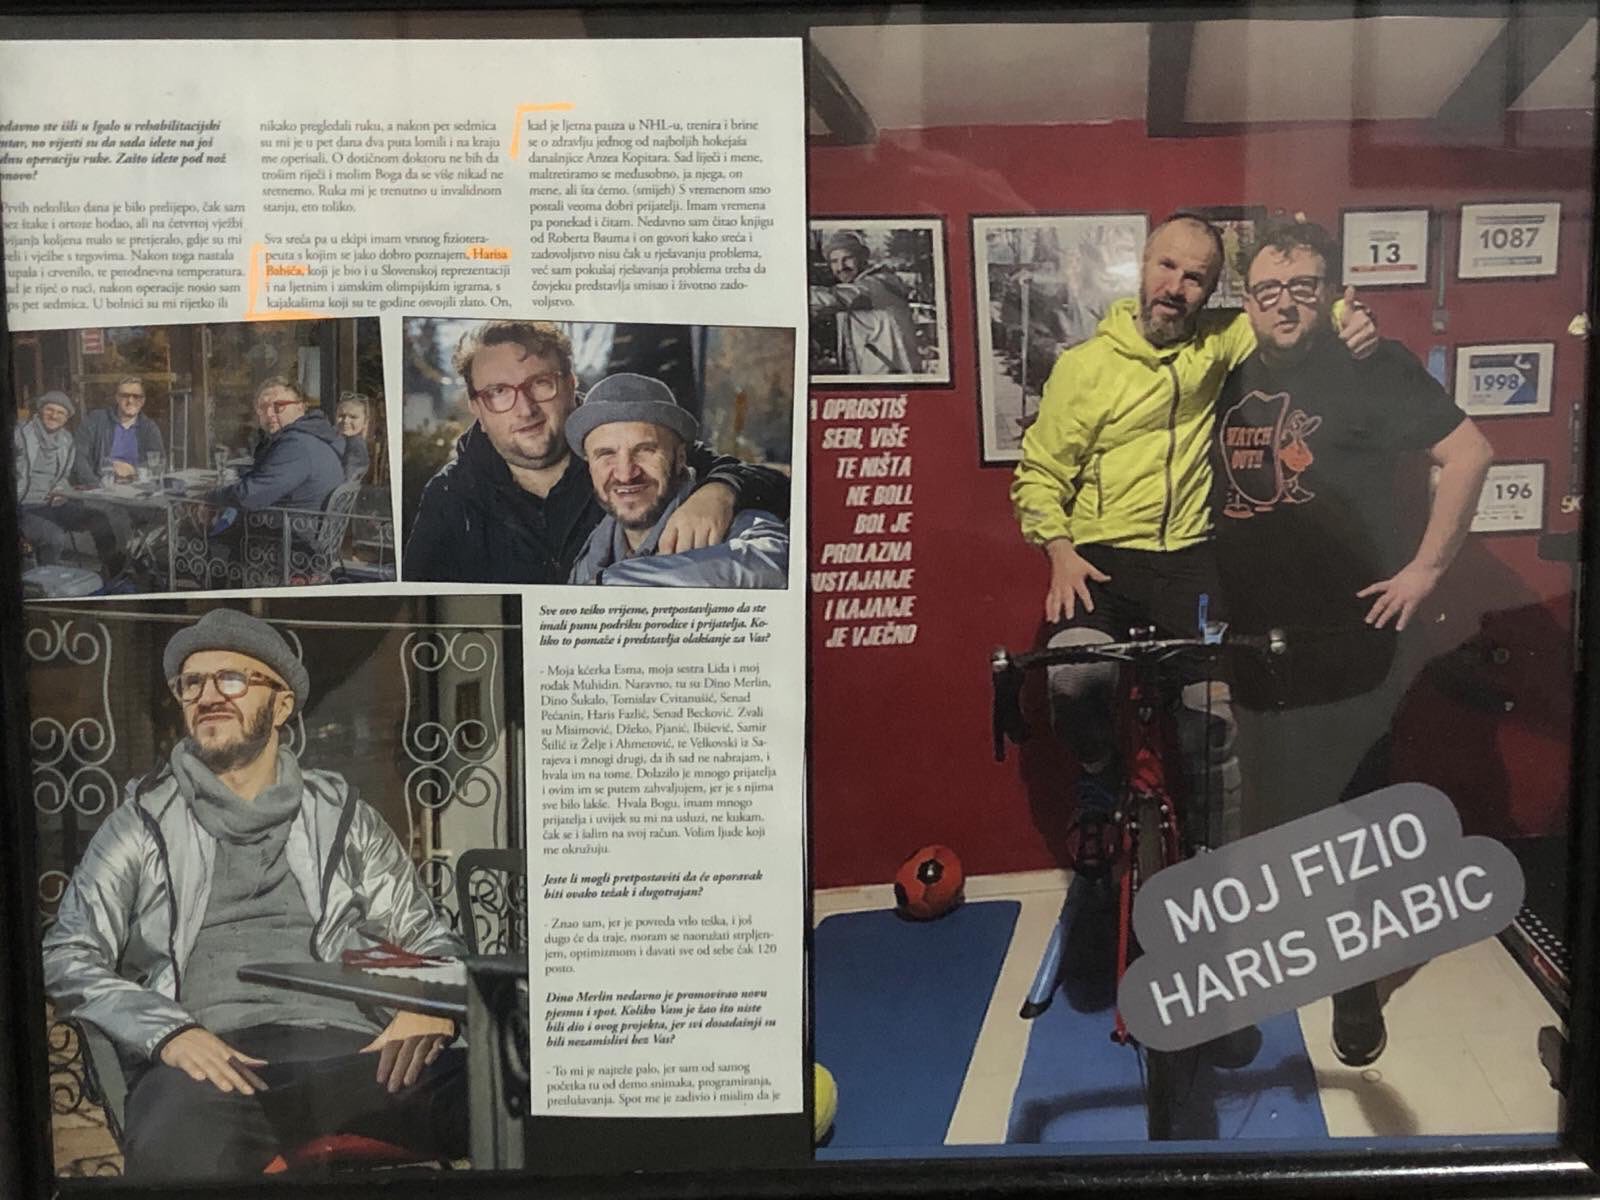 edavno ste išli u Igalo u rehabilitacijski
ntar, no vijesti su da sada idete na još
dnu operaciju ruke. Zašto idete pod nož
onovo?
Prvih nekoliko dana je bilo prelijepo, čak sam
bez štake i ortoze hodao, ali na četvrtoj vježbi
vijanja koljena malo se pretjeralo, gdje su mi
eli i vježbe s tegovima. Nakon toga nastala
upala i crvenilo, te petodnevna temperatura.
ad je riječ o ruci, nakon operacije nosio sam
ps pet sedmica. U bolnici su mi rijetko ili
nikako pregledali ruku, a nakon pet sedmica
su mi je u pet dana dva puta lomili i na kraju
me operisali. O dotičnom doktoru ne bih da
trošim riječi i molim Boga da se više nikad ne
sretnemo. Ruka mi je trenutno u invalidnom
stanju, eto toliko.
Sva sreća pa u ekipi imam vrsnog fiziotera-
peuta s kojim se jako dobro poznajem, Harisa
Babića, koji je bio i u Slovenskoj reprezentaciji
i na ljetnim i zimskim olimpijskim igrama, s
kajakašima koji su te godine osvojili zlato. On,
kad je ljetna pauza u NHL-u, trenira i brine
se o zdravlju jednog od najboljih hokejaša
današnjice Anzea Kopitara. Sad liječi i mene,
maltretiramo se međusobno, ja njega, on
mene, ali šta ćemo. (smijeh) S vremenom smo
postali veoma dobri prijatelji. Imam vremena
pa ponekad i čitam. Nedavno sam čitao knjigu
od Roberta Bauma i on govori kako sreća i
zadovoljstvo nisu čak u rješavanju problema,
već sam pokušaj rješavanja problema treba da
čovjeku predstavlja smisao i životno zado-
voljstvo.
Sve ovo teško vrijeme, pretpostavljamo da ste
imali punu podršku porodice i prijatelja. Ko-
liko to pomaže i predstavlja olakšanje za Vas?
- Moja kćerka Esma, moja sestra Lida i moj
rođak Muhidin. Naravno, tu su Dino Merlin,
Dino Šukalo, Tomislav Cvitanušić, Senad
Pećanin, Haris Fazlić, Senad Becković. Zvali
su Misimović, Džeko, Pjanić, Ibišević, Samir
Štilić iz Želje i Ahmetović, te Velkovski iz Sa-
rajeva i mnogi drugi, da ih sad ne nabrajam, i
hvala im na tome. Dolazilo je mnogo prijatelja
i ovim im se putem zahvaljujem, jer je s njima
sve bilo lakše. Hvala Bogu, imam mnogo
prijatelja i uvijek su mi na usluzi, ne kukam,
čak se i šalim na svoj račun. Volim ljude koji
me okružuju.
Jeste li mogli pretpostaviti da će oporavak
biti ovako težak i dugotrajan?
- Znao sam, jer je povreda vrlo teška, i još
dugo će da traje, moram se naoružati strpljen-
jem, optimizmom i davati sve od sebe čak 120
posto.
Dino Merlin nedavno je promovirao novu
pjesmu i spot. Koliko Vam je žao što niste
bili dio i ovog projekta, jer svi dosadašnji su
bili nezamislivi bez Vas?
- To mi je najteže palo, jer sam od samog
početka tu od demo snimaka, programiranja,
preslušavanja. Spot me je zadivio i mislim da je
A OPROSTIŠ
SEBI, VIŠE
TE NIŠTA
NE BOLI
BOL JE
PROLAZNA
USTAJANJE
I KAJANJE
JE VJEČNO
13
1087
1998
196
WATCH
OUT!!
MOJ FIZIO
HARIS BABIC